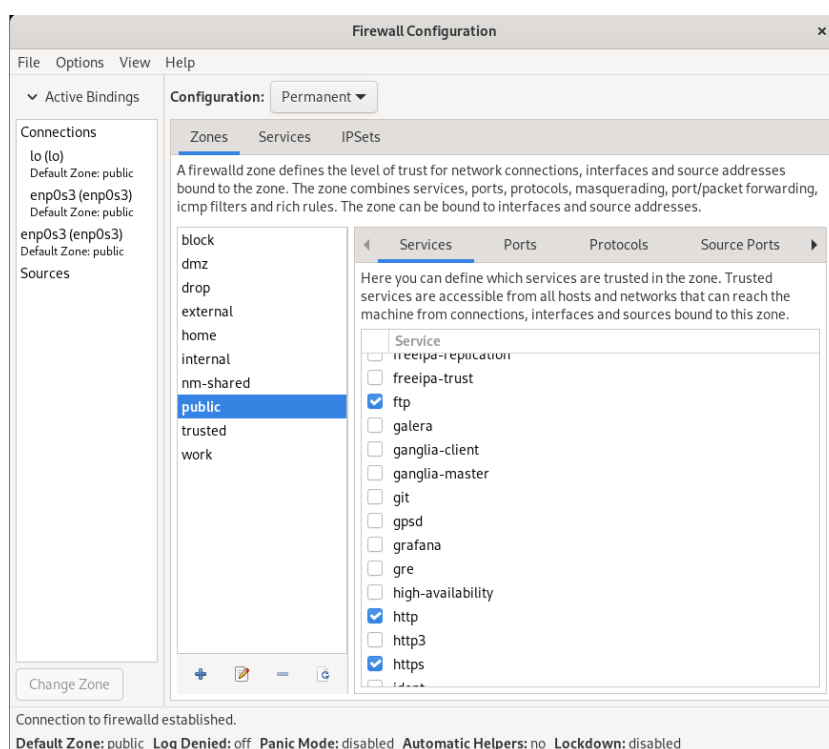 Firewall Configuration
File Options View Help
Active Bindings
Configuration: Permanent
Connections
lo (lo)
Default Zone: public
enp0s3 (enp0s3)
Default Zone: public
enp0s3 (enp0s3)
Default Zone: public
Sources
Change Zone
Zones Services IPSets
A firewalld zone defines the level of trust for network connections, interfaces and source addresses
bound to the zone. The zone combines services, ports, protocols, masquerading, port/packet forwarding,
icmp filters and rich rules. The zone can be bound to interfaces and source addresses.
block
dmz
drop
external
home
internal
nm-shared
public
trusted
work
Services Ports Protocols Source Ports
Here you can define which services are trusted in the zone. Trusted
services are accessible from all hosts and networks that can reach the
machine from connections, interfaces and sources bound to this zone.
Service
freeipa-replication
freeipa-trust
ftp
galera
ganglia-client
ganglia-master
git
gpsd
grafana
gre
high-availability
http
http3
https
Connection to firewalld established.
Default Zone: public Log Denied: off Panic Mode: disabled Automatic Helpers: no Lockdown: disabled